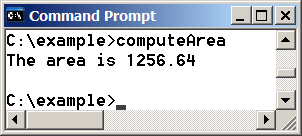 Command Prompt
C:\example>computeArea
The area is 1256.64
C:\example>_